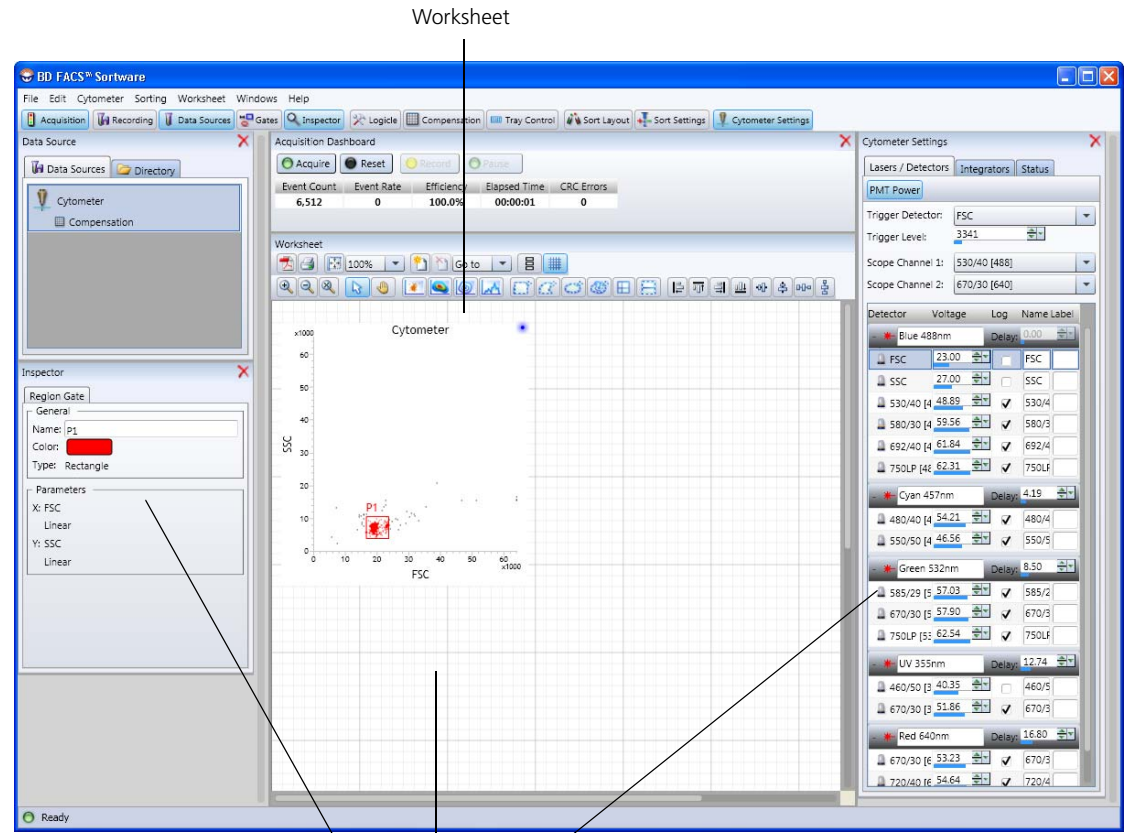 Worksheet
BD FACS™ Sortware
File Edit Cytometer Sorting Worksheet Windows Help
Acquisition Recording Data Sources Gates Inspector Logicle Compensation Tray Control Sort Layout Sort Settings Cytometer Settings
Data Source
Data Sources Directory
Cytometer
Compensation
Inspector
Region Gate
General
Name: P1
Color:
Type: Rectangle
Parameters
X: FSC
Linear
Y: SSC
Linear
Acquisition Dashboard
Acquire Reset Record Pause
Event Count Event Rate Efficiency Elapsed Time CRC Errors
6,512 0 100.0% 00:00:01 0
Worksheet
100% Go to
Cytometer
x1000
60
50
40
30
20
10
0
SSC
P1
0 10 20 30 40 50 60
x1000
FSC
Cytometer Settings
Lasers / Detectors Integrators Status
PMT Power
Trigger Detector: FSC
Trigger Level: 3341
Scope Channel 1: 530/40 [488]
Scope Channel 2: 670/30 [640]
Detector Voltage Log Name Label
- Blue 488nm Delay: 0.00
FSC 23.00 FSC
SSC 27.00 SSC
530/40 [4 48.89 530/4
580/30 [4 59.56 580/3
692/40 [4 61.84 692/4
750LP [48 62.31 750LP
- Cyan 457nm Delay: 4.19
480/40 [4 54.21 480/4
550/50 [4 46.56 550/5
- Green 532nm Delay: 8.50
585/29 [5 57.03 585/2
670/30 [5 57.90 670/3
750LP [53 62.54 750LP
- UV 355nm Delay: 12.74
460/50 [3 40.35 460/5
670/30 [3 51.86 670/3
- Red 640nm Delay: 16.80
670/30 [6 53.23 670/3
720/40 [6 54.64 720/4
Ready